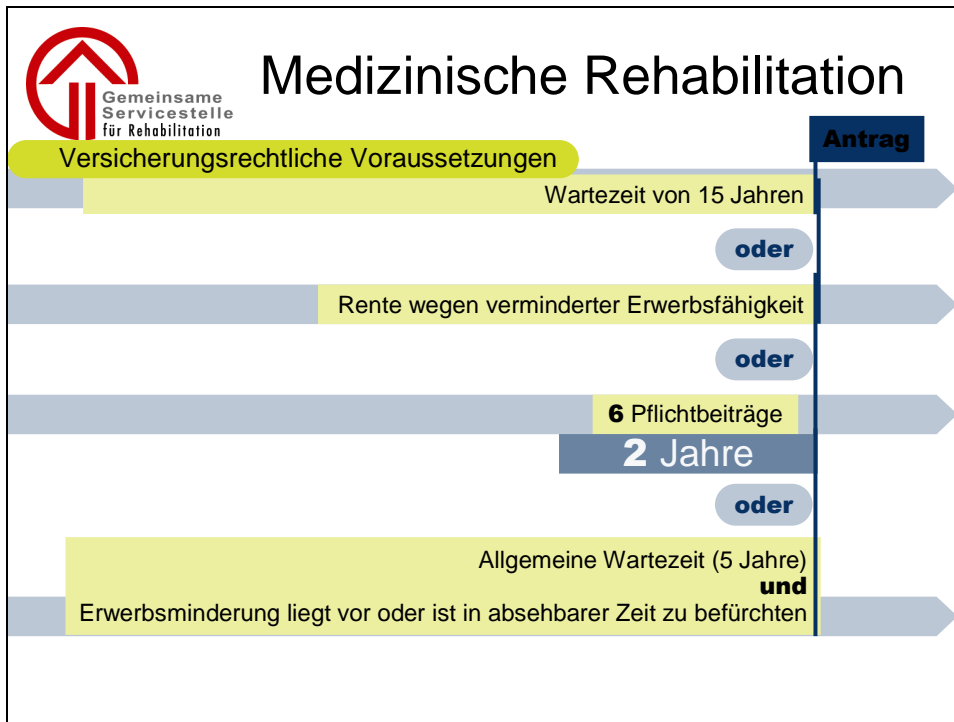 Gemeinsame
Servicestelle
für Rehabilitation
Medizinische Rehabilitation
Antrag
Versicherungsrechtliche Voraussetzungen
Wartezeit von 15 Jahren
oder
Rente wegen verminderter Erwerbsfähigkeit
oder
6 Pflichtbeiträge
2 Jahre
oder
Allgemeine Wartezeit (5 Jahre)
und
Erwerbsminderung liegt vor oder ist in absehbarer Zeit zu befürchten